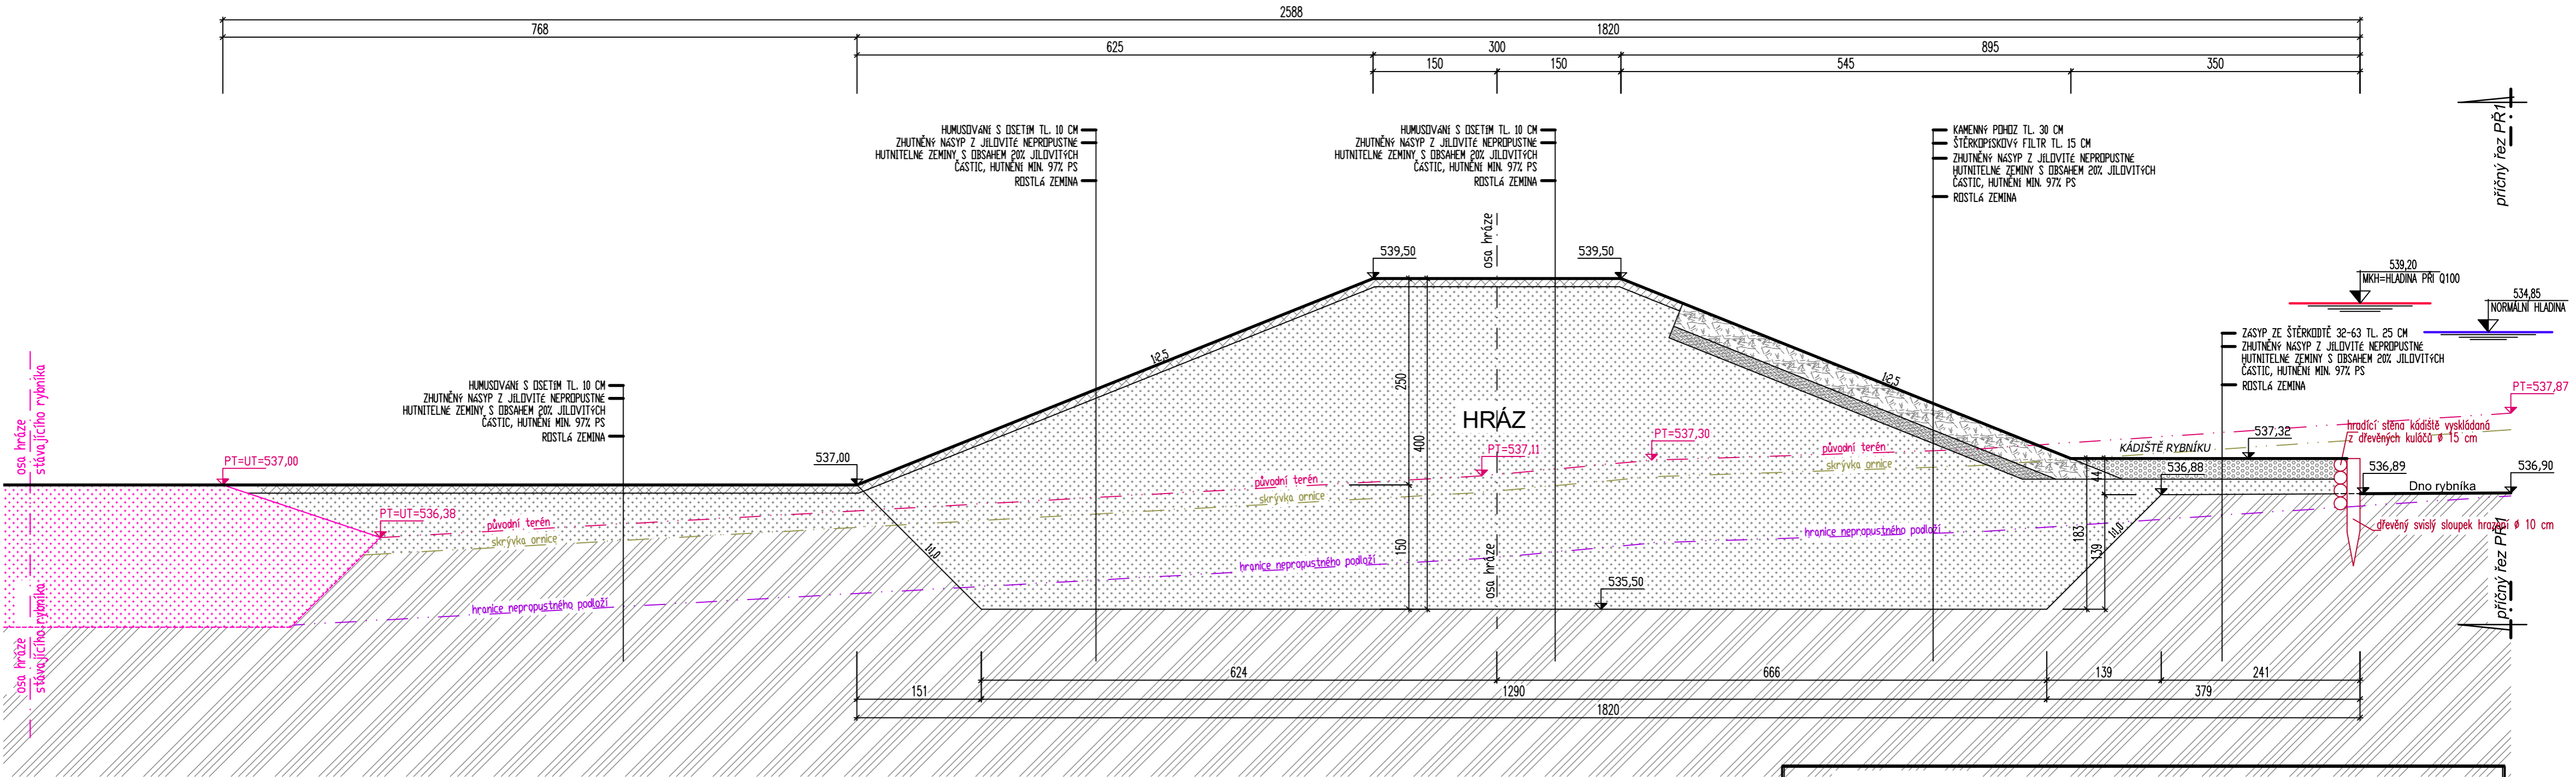 2588
768
1820
625
300
895
150
150
545
350
HUMUSOVÁNÍ S OSETÍM TL. 10 CM
ZHUTNĚNÝ NÁSYP Z JÍLOVITÉ NEPROPUSTNÉ
HUTNITELNÉ ZEMINY S OBSAHEM 20% JILOVITÝCH
ČÁSTIC, HUTNĚNÍ MIN. 97% PS
ROSTLÁ ZEMINA
HUMUSOVÁNÍ S OSETÍM TL. 10 CM
ZHUTNĚNÝ NÁSYP Z JÍLOVITÉ NEPROPUSTNÉ
HUTNITELNÉ ZEMINY S OBSAHEM 20% JILOVITÝCH
ČÁSTIC, HUTNĚNÍ MIN. 97% PS
ROSTLÁ ZEMINA
KAMENNÝ POHOZ TL. 30 CM
ŠTĚRKOPÍSKOVÝ FILTR TL. 15 CM
ZHUTNĚNÝ NÁSYP Z JÍLOVITÉ NEPROPUSTNÉ
HUTNITELNÉ ZEMINY S OBSAHEM 20% JILOVITÝCH
ČÁSTIC, HUTNĚNÍ MIN. 97% PS
ROSTLÁ ZEMINA
příčný řez PŘ1
osa hráze
539,50
539,50
539,20
MKH=HLADINA PŘI Q100
534,85
NORMÁLNÍ HLADINA
ZÁSYP ZE ŠTĚRKODTĚ 32-63 TL. 25 CM
ZHUTNĚNÝ NÁSYP Z JÍLOVITÉ NEPROPUSTNÉ
HUTNITELNÉ ZEMINY S OBSAHEM 20% JILOVITÝCH
ČÁSTIC, HUTNĚNÍ MIN. 97% PS
ROSTLÁ ZEMINA
HUMUSOVÁNÍ S OSETÍM TL. 10 CM
ZHUTNĚNÝ NÁSYP Z JÍLOVITÉ NEPROPUSTNÉ
HUTNITELNÉ ZEMINY S OBSAHEM 20% JILOVITÝCH
ČÁSTIC, HUTNĚNÍ MIN. 97% PS
ROSTLÁ ZEMINA
osa hráze
stávajícího rybníka
1:2,5
1:2,5
250
400
150
HRÁZ
PT=537,87
PT=537,11
PT=537,30
původní terén
skrývka ornice
KÁDIŠTĚ RYBNÍKU
537,32
hradící stěna kádiště vyskládaná
z dřevěných kuláčů ø 15 cm
PT=UT=537,00
537,00
536,88
44
536,89
536,90
Dno rybníka
původní terén
skrývka ornice
PT=UT=536,38
původní terén
skrývka ornice
1:1,0
183
139
1:1,0
dřevěný svislý sloupek hrazení ø 10 cm
hranice nepropustného podloží
hranice nepropustného podloží
hranice nepropustného podloží
osa hráze
535,50
příčný řez PŘ1
osa hráze
stávajícího rybníka
624
666
139
241
151
1290
379
1820